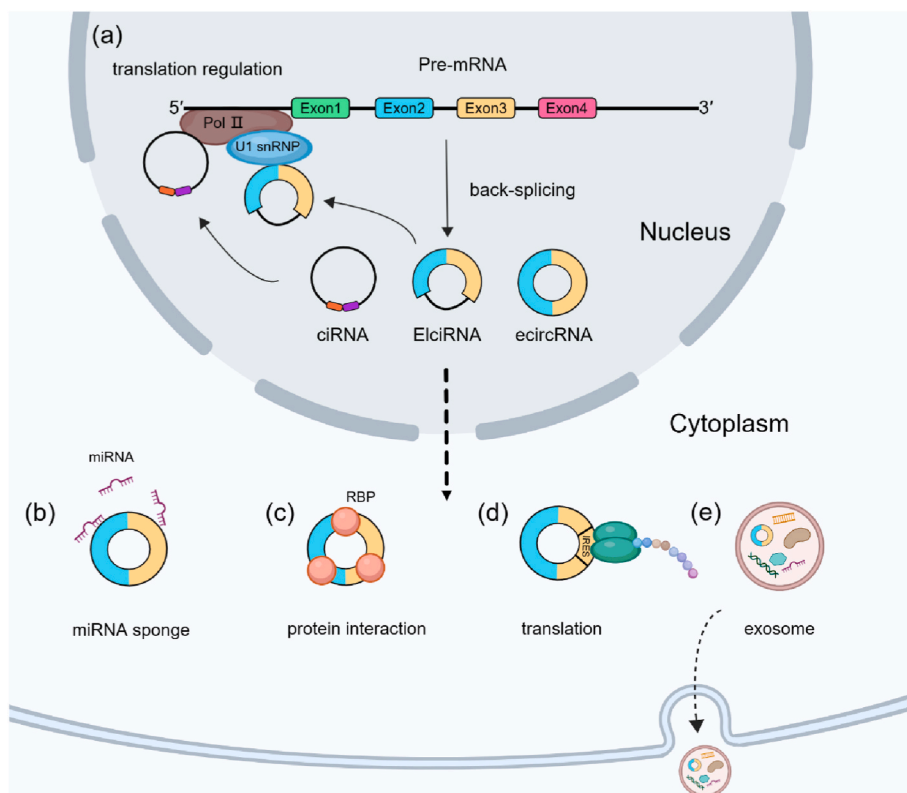 (a)
translation regulation
Pre-mRNA
5′
Exon1 Exon2 Exon3 Exon4
3′
Pol Ⅱ
U1 snRNP
back-splicing
Nucleus
ciRNA
EIciRNA
ecircRNA
Cytoplasm
miRNA
RBP
(b)
(c)
(d)
(e)
IRES
miRNA sponge
protein interaction
translation
exosome